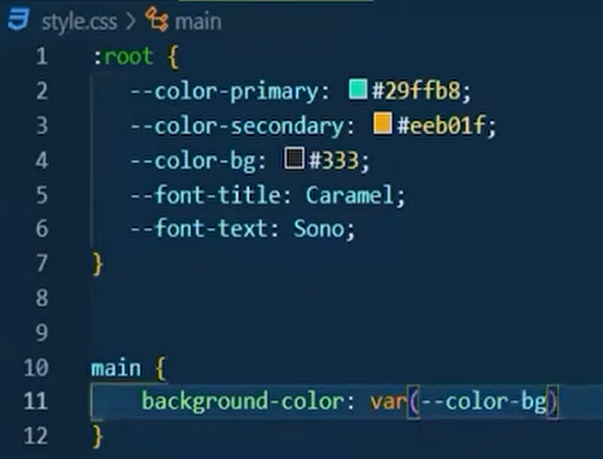 style.css > main
1 :root {
2 --color-primary: #29ffb8;
3 --color-secondary: #eeb01f;
4 --color-bg: #333;
5 --font-title: Caramel;
6 --font-text: Sono;
7 }
8
9
10 main {
11 background-color: var(--color-bg)
12 }